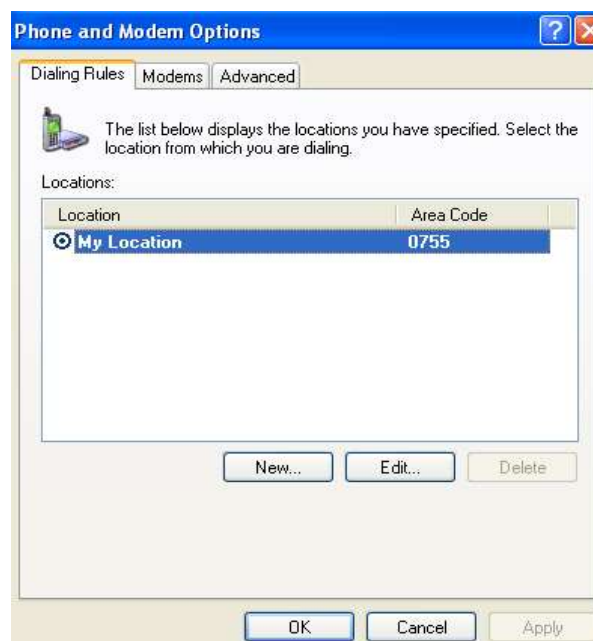 Phone and Modem Options
Dialing Rules Modems Advanced
The list below displays the locations you have specified. Select the
location from which you are dialing.
Locations:
Location Area Code
My Location 0755
New... Edit... Delete
OK Cancel Apply